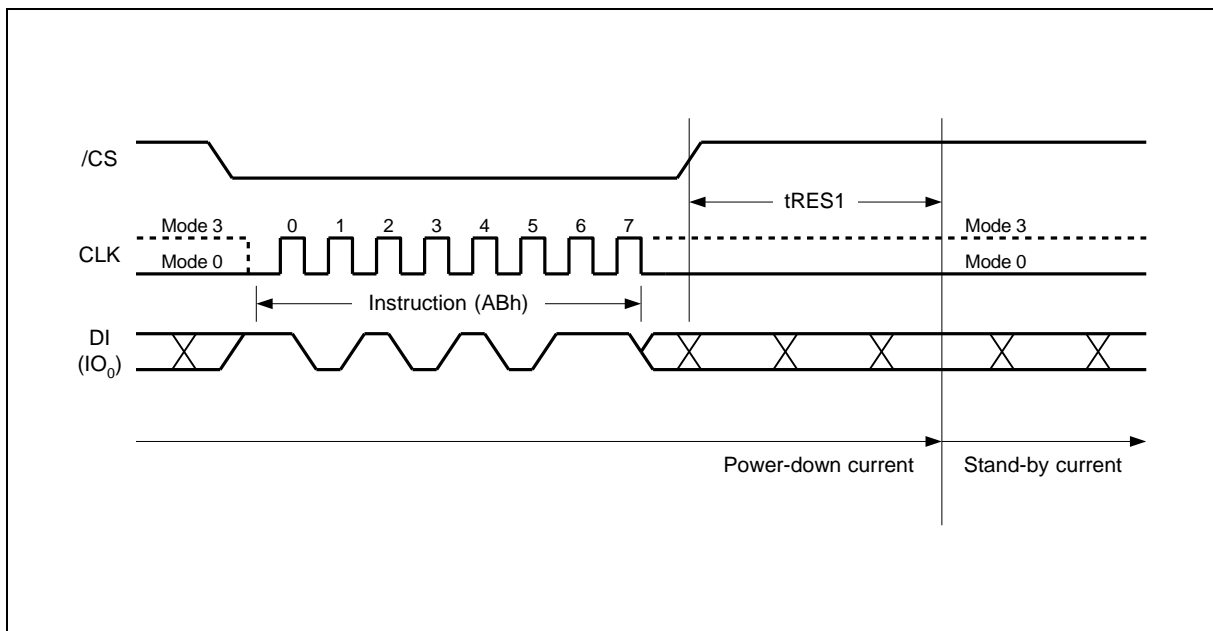 /CS
tRES1
Mode 3
0 1 2 3 4 5 6 7
Mode 3
CLK
Mode 0
Mode 0
Instruction (ABh)
DI
(IO0)
Power-down current
Stand-by current